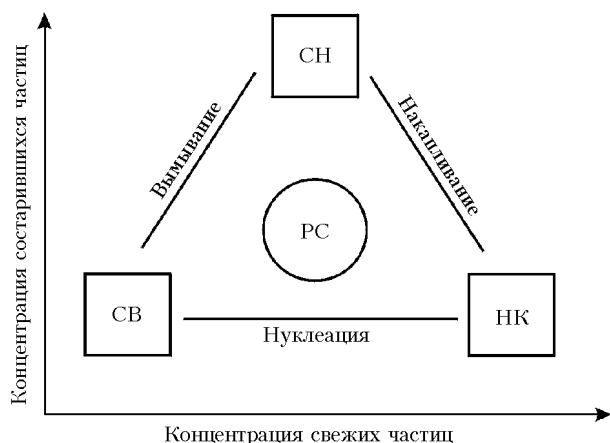 СН
Вымывание
Накапливание
РС
СВ
НК
Нуклеация
Концентрация состарившихся частиц
Концентрация свежих частиц